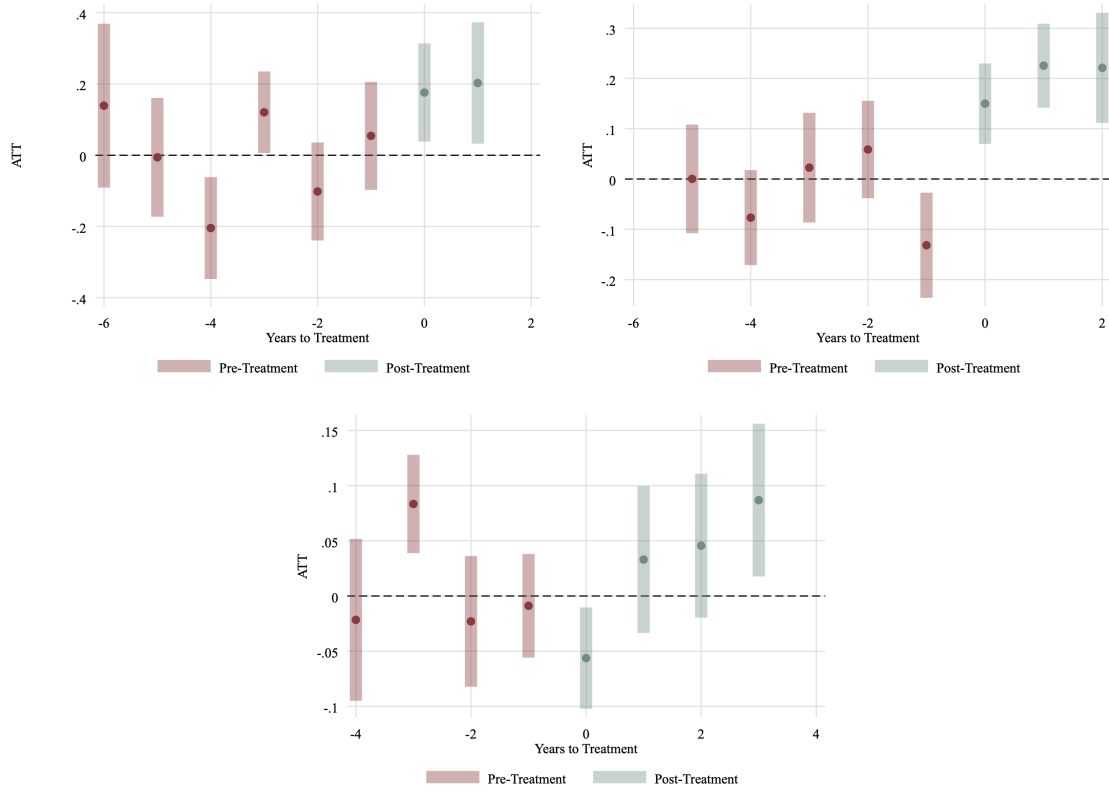 .4
.2
0
-.2
-.4
ATT
-6
-4
-2
0
2
Years to Treatment
Pre-Treatment
Post-Treatment
.3
.2
.1
0
-.1
-.2
ATT
-6
-4
-2
0
2
Years to Treatment
Pre-Treatment
Post-Treatment
.15
.1
.05
0
-.05
-.1
ATT
-4
-2
0
2
4
Years to Treatment
Pre-Treatment
Post-Treatment